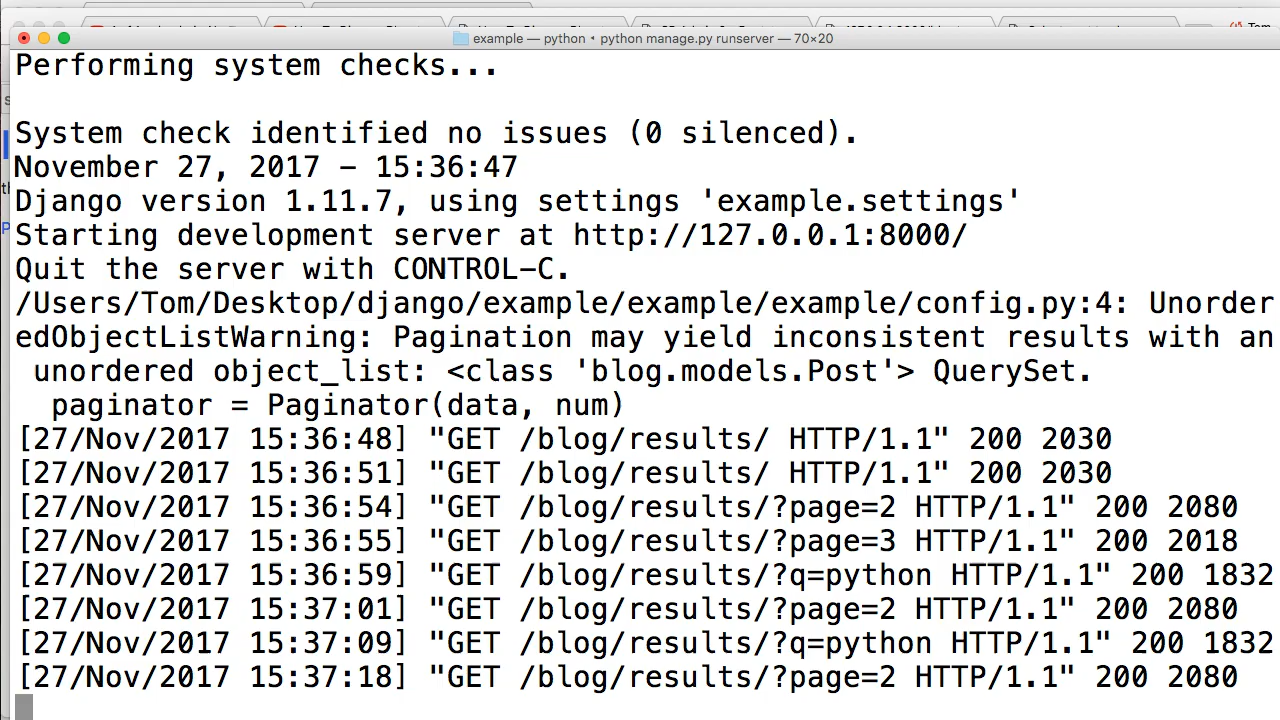 example — python • python manage.py runserver — 70×20
Performing system checks...
System check identified no issues (0 silenced).
November 27, 2017 - 15:36:47
Django version 1.11.7, using settings 'example.settings'
Starting development server at http://127.0.0.1:8000/
Quit the server with CONTROL-C.
/Users/Tom/Desktop/django/example/example/example/config.py:4: Unorder
edObjectListWarning: Pagination may yield inconsistent results with an
 unordered object_list: <class 'blog.models.Post'> QuerySet.
  paginator = Paginator(data, num)
[27/Nov/2017 15:36:48] "GET /blog/results/ HTTP/1.1" 200 2030
[27/Nov/2017 15:36:51] "GET /blog/results/ HTTP/1.1" 200 2030
[27/Nov/2017 15:36:54] "GET /blog/results/?page=2 HTTP/1.1" 200 2080
[27/Nov/2017 15:36:55] "GET /blog/results/?page=3 HTTP/1.1" 200 2018
[27/Nov/2017 15:36:59] "GET /blog/results/?q=python HTTP/1.1" 200 1832
[27/Nov/2017 15:37:01] "GET /blog/results/?page=2 HTTP/1.1" 200 2080
[27/Nov/2017 15:37:09] "GET /blog/results/?q=python HTTP/1.1" 200 1832
[27/Nov/2017 15:37:18] "GET /blog/results/?page=2 HTTP/1.1" 200 2080